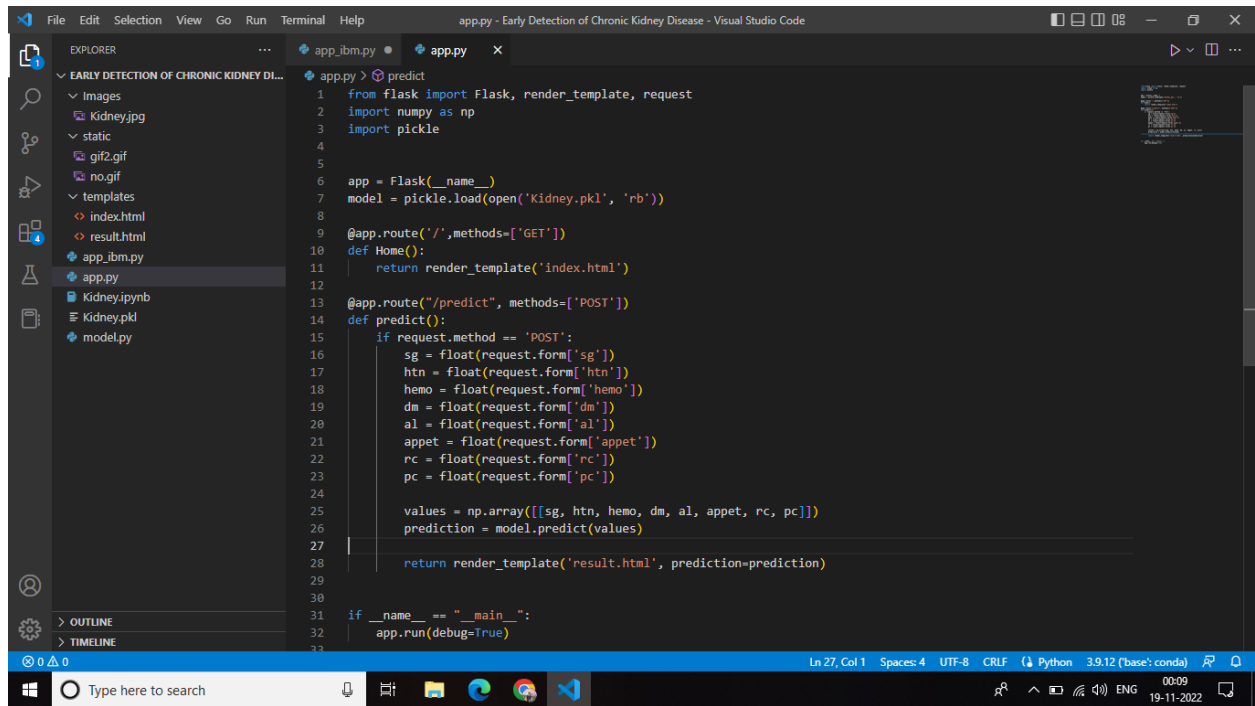 File Edit Selection View Go Run Terminal Help app.py - Early Detection of Chronic Kidney Disease - Visual Studio Code
EXPLORER
EARLY DETECTION OF CHRONIC KIDNEY DI...
Images
Kidney.jpg
static
gif2.gif
no.gif
templates
index.html
result.html
app_ibm.py
app.py
Kidney.ipynb
Kidney.pkl
model.py
OUTLINE
TIMELINE
1
4
app_ibm.py app.py
app.py > predict
1 from flask import Flask, render_template, request
2 import numpy as np
3 import pickle
4
5
6 app = Flask(__name__)
7 model = pickle.load(open('Kidney.pkl', 'rb'))
8
9 @app.route('/',methods=['GET'])
10 def Home():
11     return render_template('index.html')
12
13 @app.route("/predict", methods=['POST'])
14 def predict():
15     if request.method == 'POST':
16         sg = float(request.form['sg'])
17         htn = float(request.form['htn'])
18         hemo = float(request.form['hemo'])
19         dm = float(request.form['dm'])
20         al = float(request.form['al'])
21         appet = float(request.form['appet'])
22         rc = float(request.form['rc'])
23         pc = float(request.form['pc'])
24
25         values = np.array([[sg, htn, hemo, dm, al, appet, rc, pc]])
26         prediction = model.predict(values)
27
28         return render_template('result.html', prediction=prediction)
29
30
31 if __name__ == "__main__":
32     app.run(debug=True)
33
0 0 Ln 27, Col 1 Spaces: 4 UTF-8 CRLF Python 3.9.12 ('base': conda)
Type here to search ENG 00:09
19-11-2022